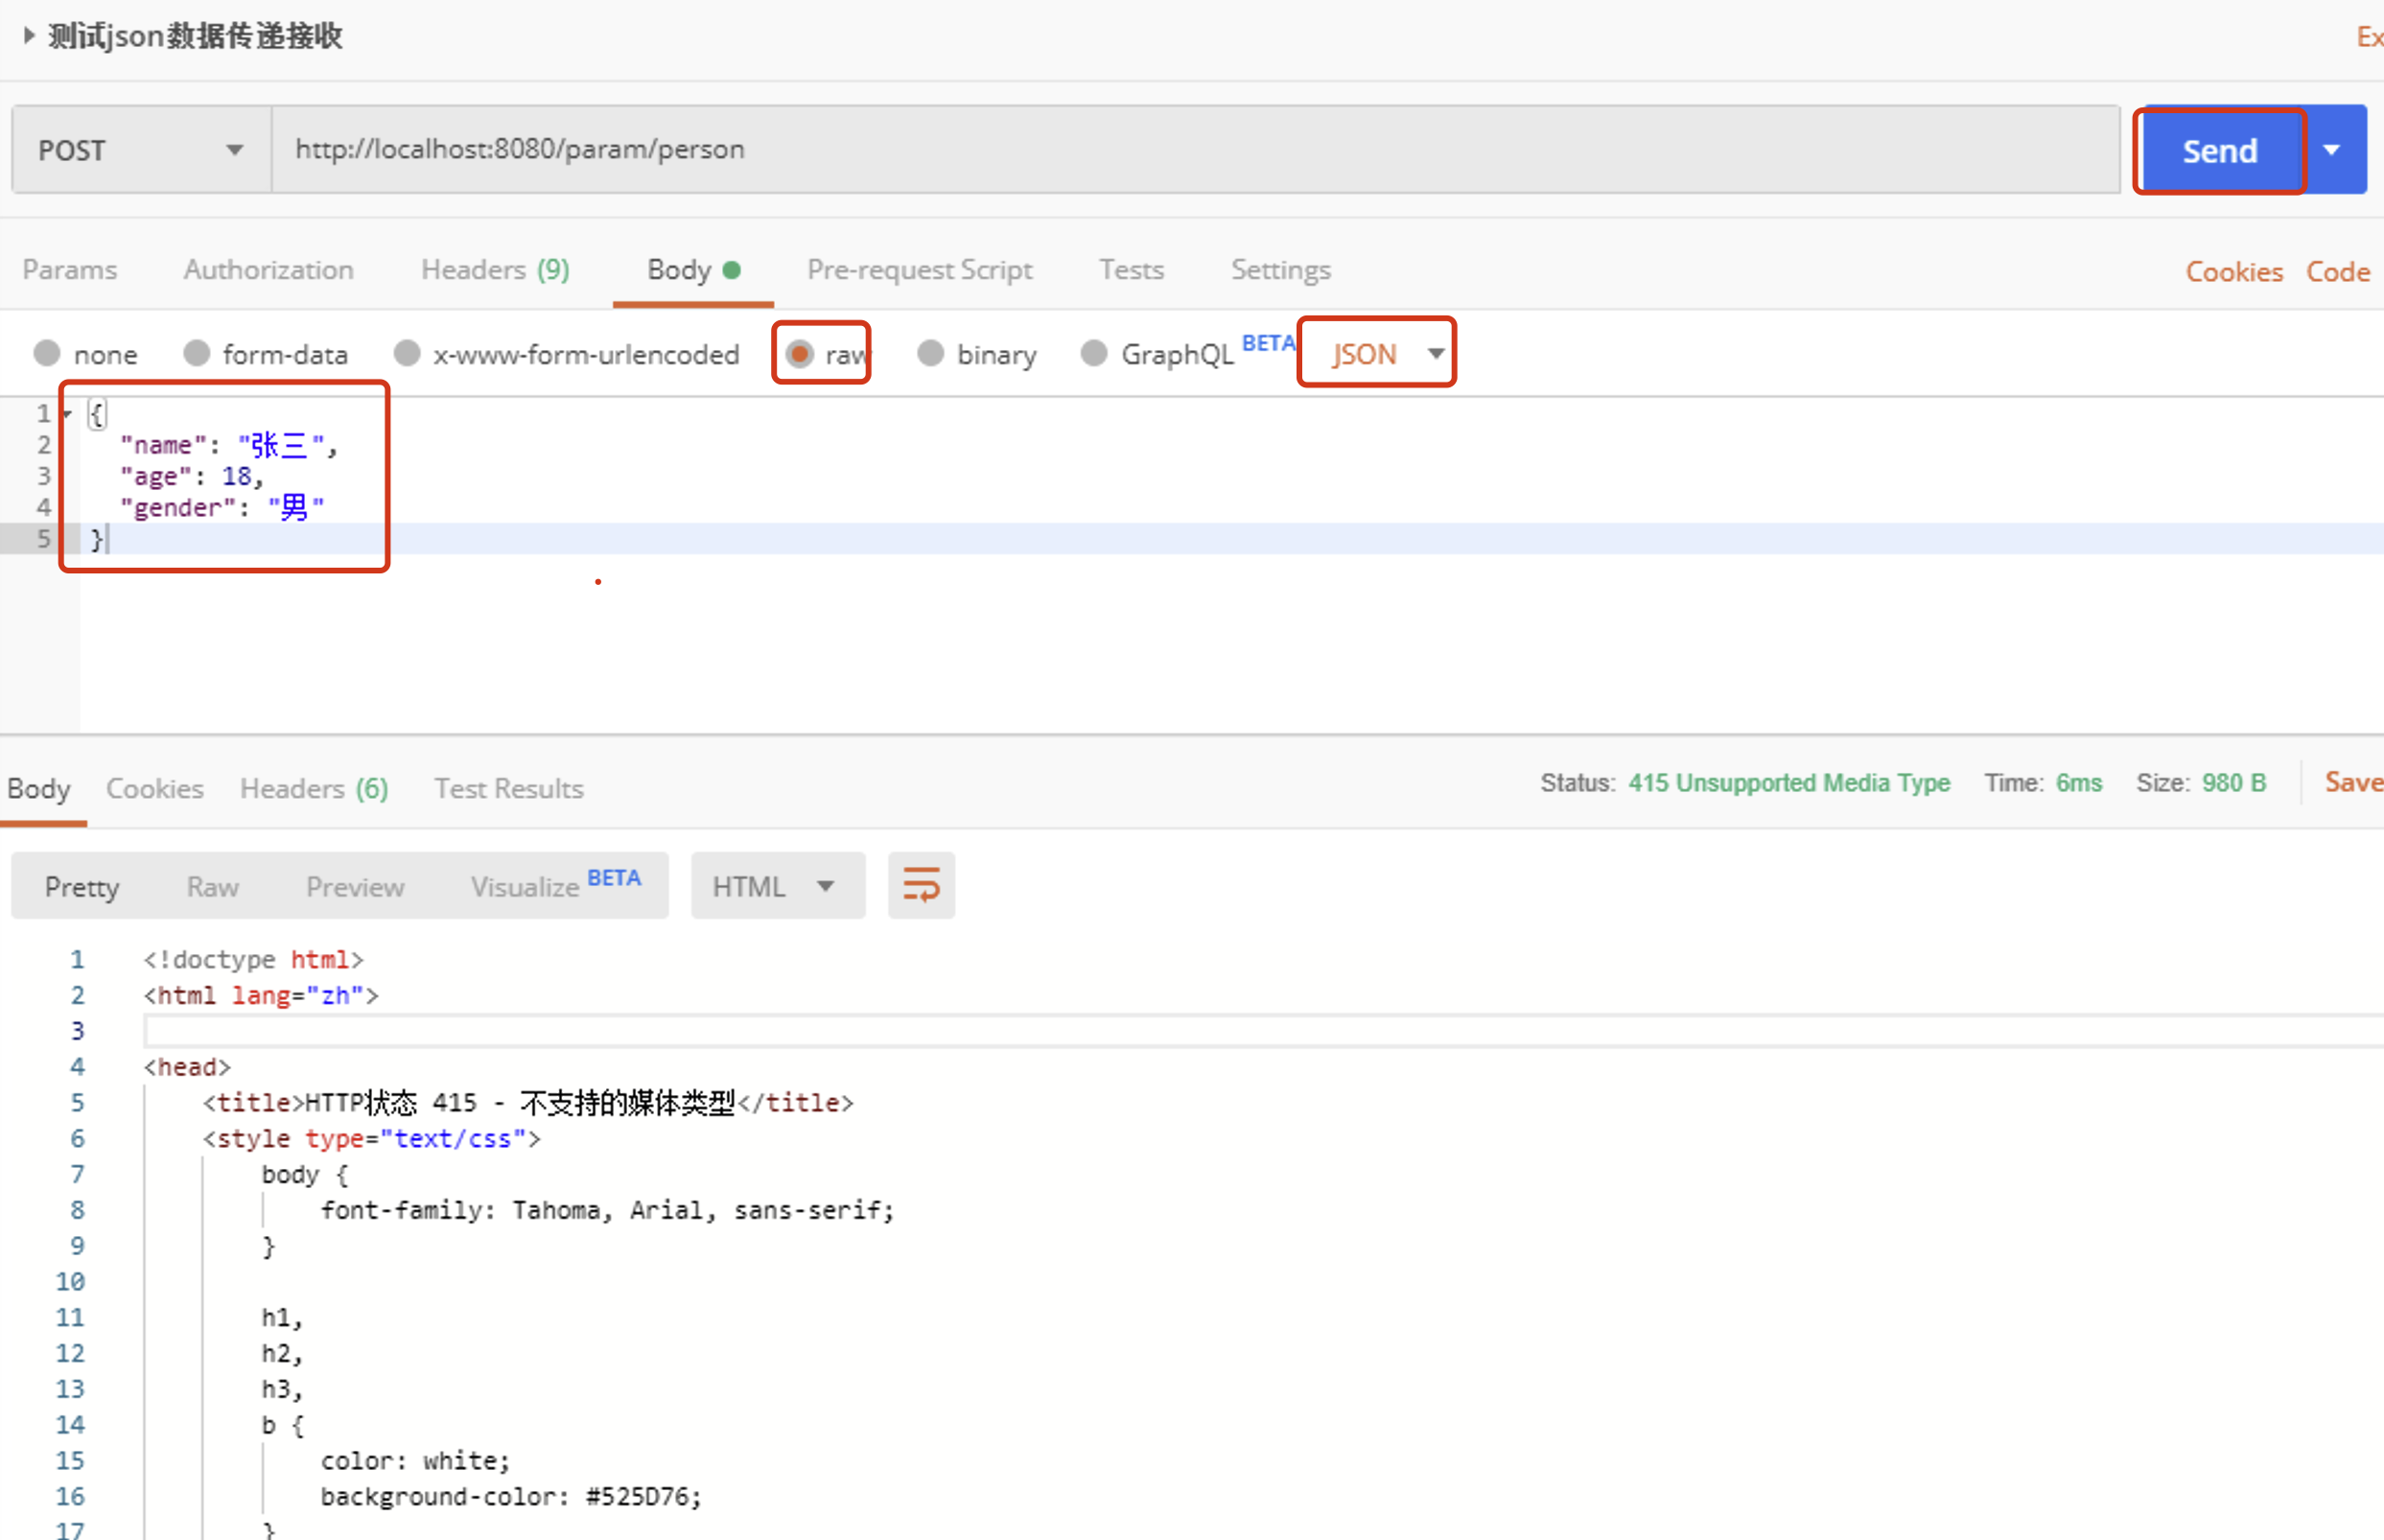 测试json数据传递接收
Ex
POST
http://localhost:8080/param/person
Send
Params Authorization Headers (9) Body Pre-request Script Tests Settings Cookies Code
none form-data x-www-form-urlencoded raw binary GraphQL BETA JSON
1 {
2 "name": "张三",
3 "age": 18,
4 "gender": "男"
5 }
Body Cookies Headers (6) Test Results Status: 415 Unsupported Media Type Time: 6ms Size: 980 B Save
Pretty Raw Preview Visualize BETA HTML
1 <!doctype html>
2 <html lang="zh">
3
4 <head>
5 <title>HTTP状态 415 - 不支持的媒体类型</title>
6 <style type="text/css">
7 body {
8 font-family: Tahoma, Arial, sans-serif;
9 }
10
11 h1,
12 h2,
13 h3,
14 b {
15 color: white;
16 background-color: #525D76;
17 }